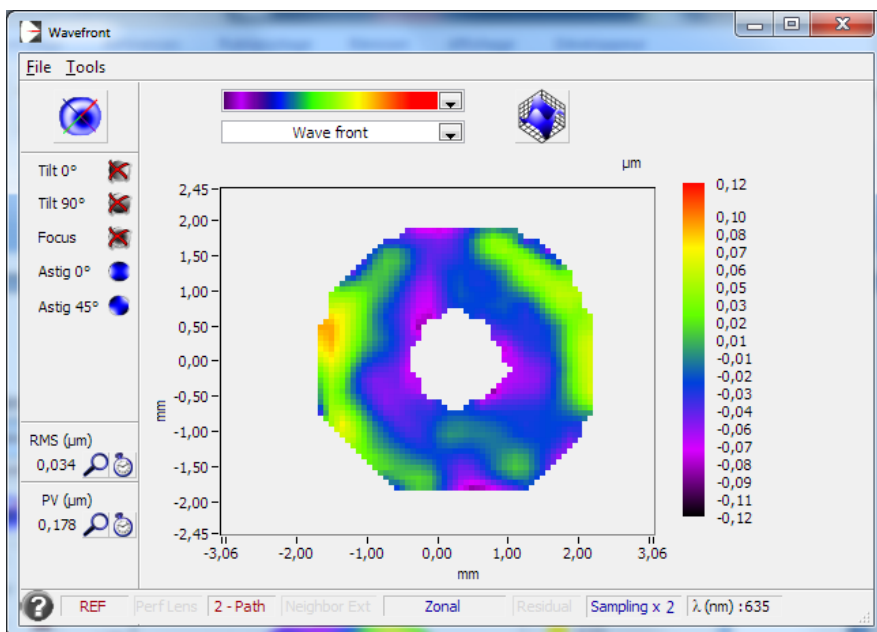 Wavefront
File Tools
Wave front
Tilt 0°
Tilt 90°
Focus
Astig 0°
Astig 45°
RMS (µm)
0,034
PV (µm)
0,178
µm
2,45
2,00
1,50
1,00
0,50
0,00
-0,50
-1,00
-1,50
-2,00
-2,45
mm
-3,06 -2,00 -1,00 0,00 1,00 2,00 3,06
mm
0,12
0,10
0,08
0,07
0,06
0,05
0,03
0,02
0,01
-0,01
-0,02
-0,03
-0,04
-0,06
-0,07
-0,08
-0,09
-0,11
-0,12
? REF Perf Lens 2 - Path Neighbor Ext Zonal Residual Sampling x 2 λ (nm) :635